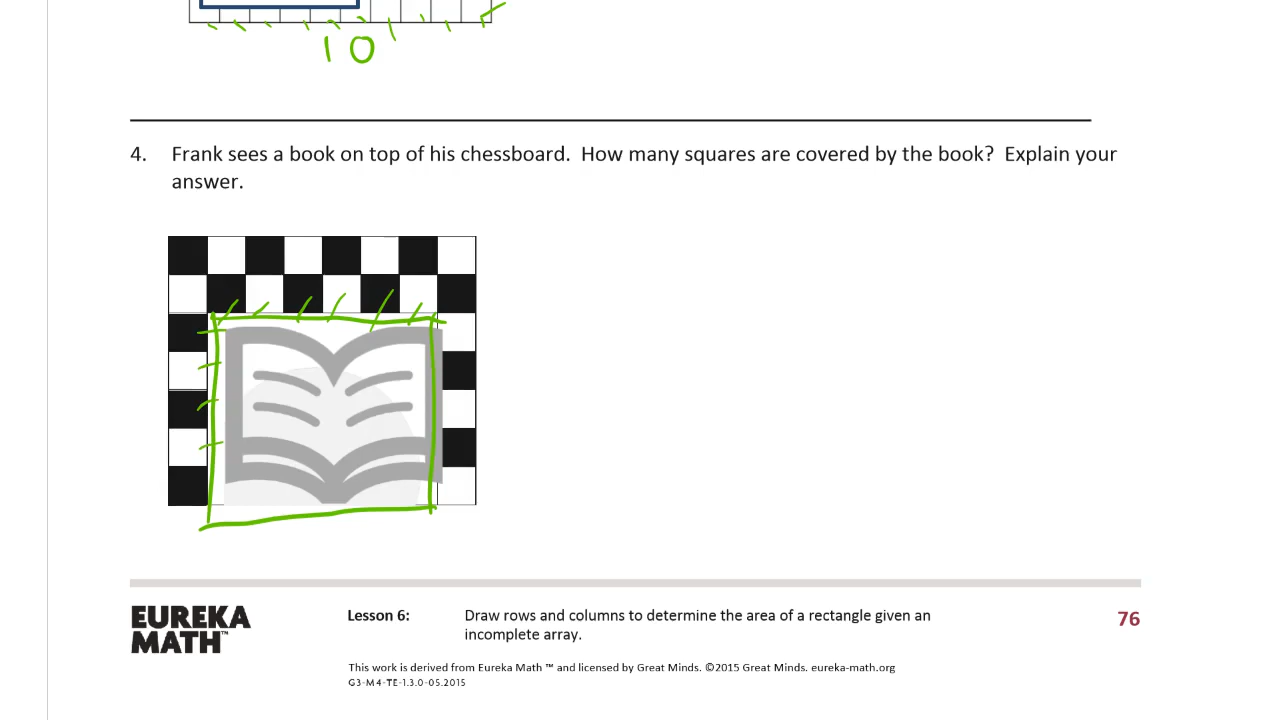 10
4. Frank sees a book on top of his chessboard. How many squares are covered by the book? Explain your
answer.
EUREKA
MATH™
Lesson 6:
Draw rows and columns to determine the area of a rectangle given an
incomplete array.
76
This work is derived from Eureka Math ™ and licensed by Great Minds. ©2015 Great Minds. eureka-math.org
G3-M4-TE-1.3.0-05.2015